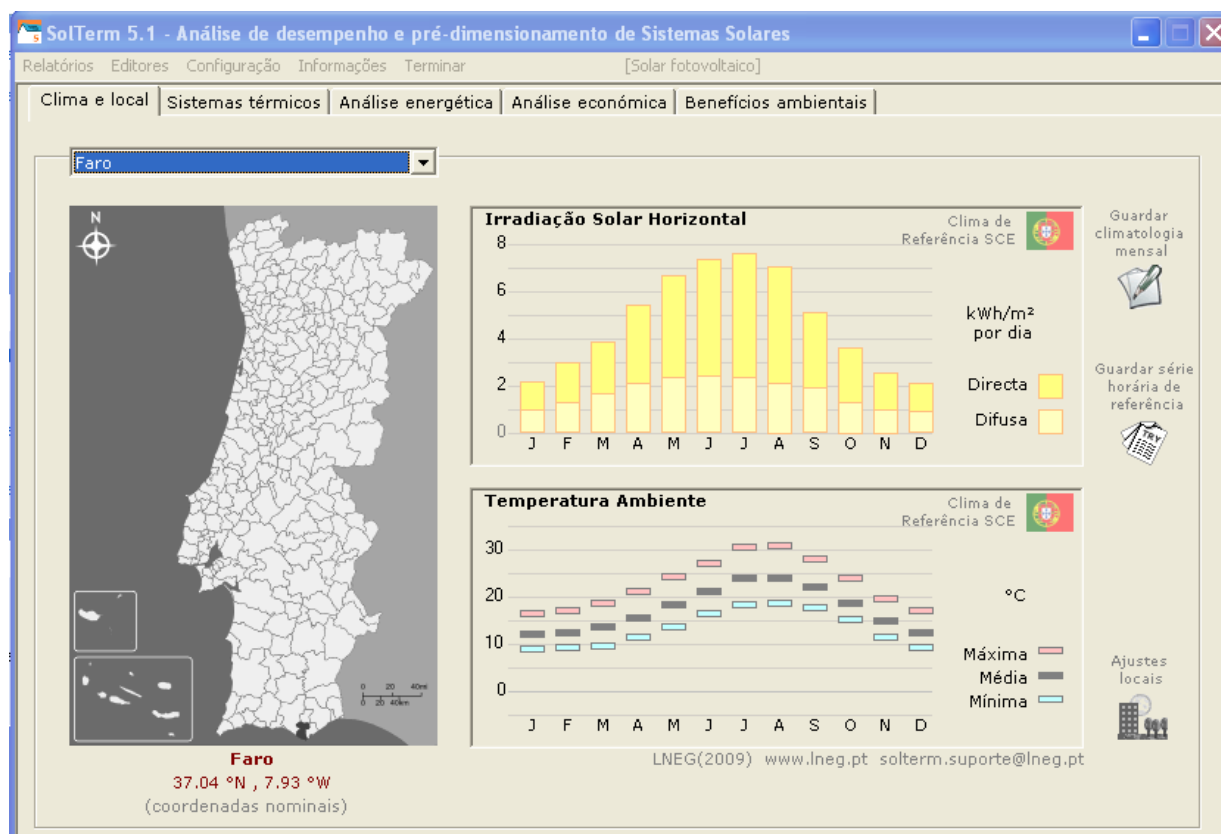 SolTerm 5.1 - Análise de desempenho e pré-dimensionamento de Sistemas Solares
Relatórios Editores Configuração Informações Terminar [Solar fotovoltaico]
Clima e local Sistemas térmicos Análise energética Análise económica Benefícios ambientais
Faro
N
0 20 40mi
0 20 40km
Faro
37.04 °N , 7.93 °W
(coordenadas nominais)
Irradiação Solar Horizontal
Clima de
Referência SCE
8
6
4
2
0
J F M A M J J A S O N D
kWh/m²
por dia
Directa
Difusa
Temperatura Ambiente
Clima de
Referência SCE
30
20
10
0
J F M A M J J A S O N D
°C
Máxima
Média
Mínima
LNEG(2009) www.lneg.pt solterm.suporte@lneg.pt
Guardar
climatologia
mensal
Guardar série
horária de
referência
TRY
Ajustes
locais